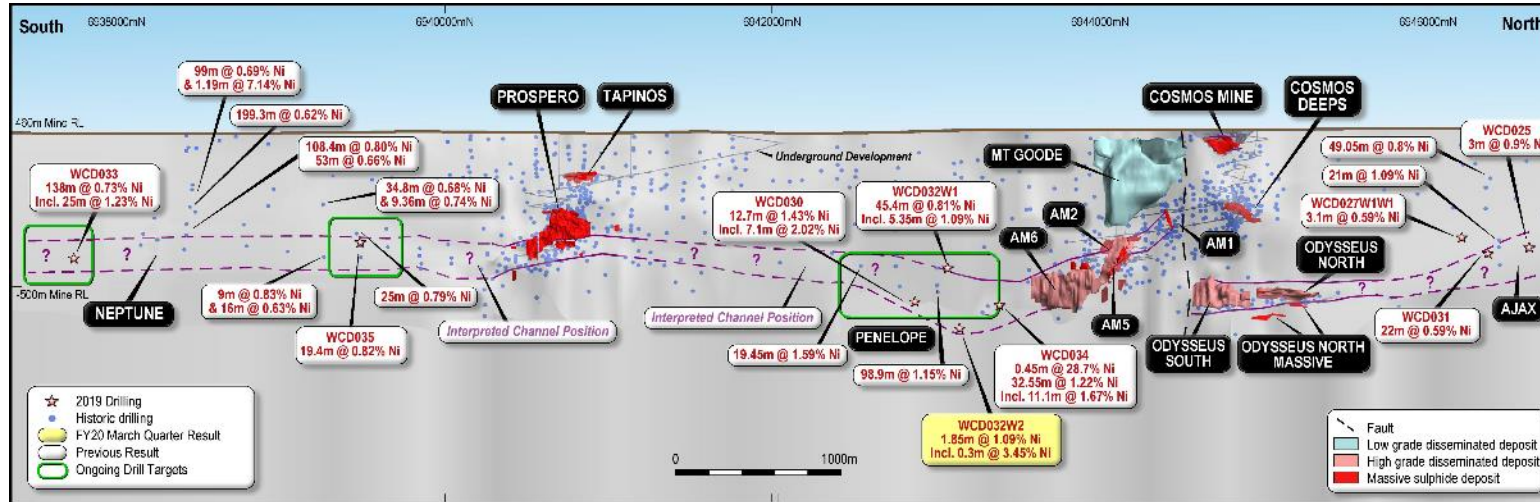 South
6938000mN
6940000mN
6942000mN
6944000mN
6946000mN
North
99m @ 0.69% Ni
& 1.19m @ 7.14% Ni
199.3m @ 0.62% Ni
108.4m @ 0.80% Ni
53m @ 0.66% Ni
34.8m @ 0.68% Ni
& 9.36m @ 0.74% Ni
PROSPERO
TAPINOS
COSMOS MINE
COSMOS
DEEPS
MT GOODE
Underground Development
460m Mine RL
WCD033
138m @ 0.73% Ni
Incl. 25m @ 1.23% Ni
WCD030
12.7m @ 1.43% Ni
Incl. 7.1m @ 2.02% Ni
WCD032W1
45.4m @ 0.81% Ni
Incl. 5.35m @ 1.09% Ni
AM2
AM6
AM1
49.05m @ 0.8% Ni
WCD025
3m @ 0.9% Ni
21m @ 1.09% Ni
WCD027W1W1
3.1m @ 0.59% Ni
ODYSSEUS
NORTH
?
?
?
?
?
?
?
?
?
-500m Mine RL
NEPTUNE
9m @ 0.83% Ni
& 16m @ 0.63% Ni
25m @ 0.79% Ni
WCD035
19.4m @ 0.82% Ni
Interpreted Channel Position
Interpreted Channel Position
PENELOPE
19.45m @ 1.59% Ni
98.9m @ 1.15% Ni
WCD034
0.45m @ 28.7% Ni
32.55m @ 1.22% Ni
Incl. 11.1m @ 1.67% Ni
AM5
ODYSSEUS
SOUTH
ODYSSEUS NORTH
MASSIVE
WCD031
22m @ 0.59% Ni
AJAX
WCD032W2
1.85m @ 1.09% Ni
Incl. 0.3m @ 3.45% Ni
2019 Drilling
Historic drilling
FY20 March Quarter Result
Previous Result
Ongoing Drill Targets
0
1000m
Fault
Low grade disseminated deposit
High grade disseminated deposit
Massive sulphide deposit